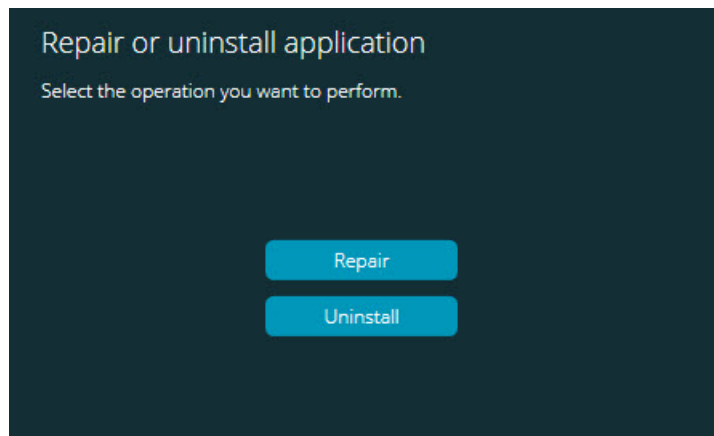 Repair or uninstall application
Select the operation you want to perform.
Repair
Uninstall